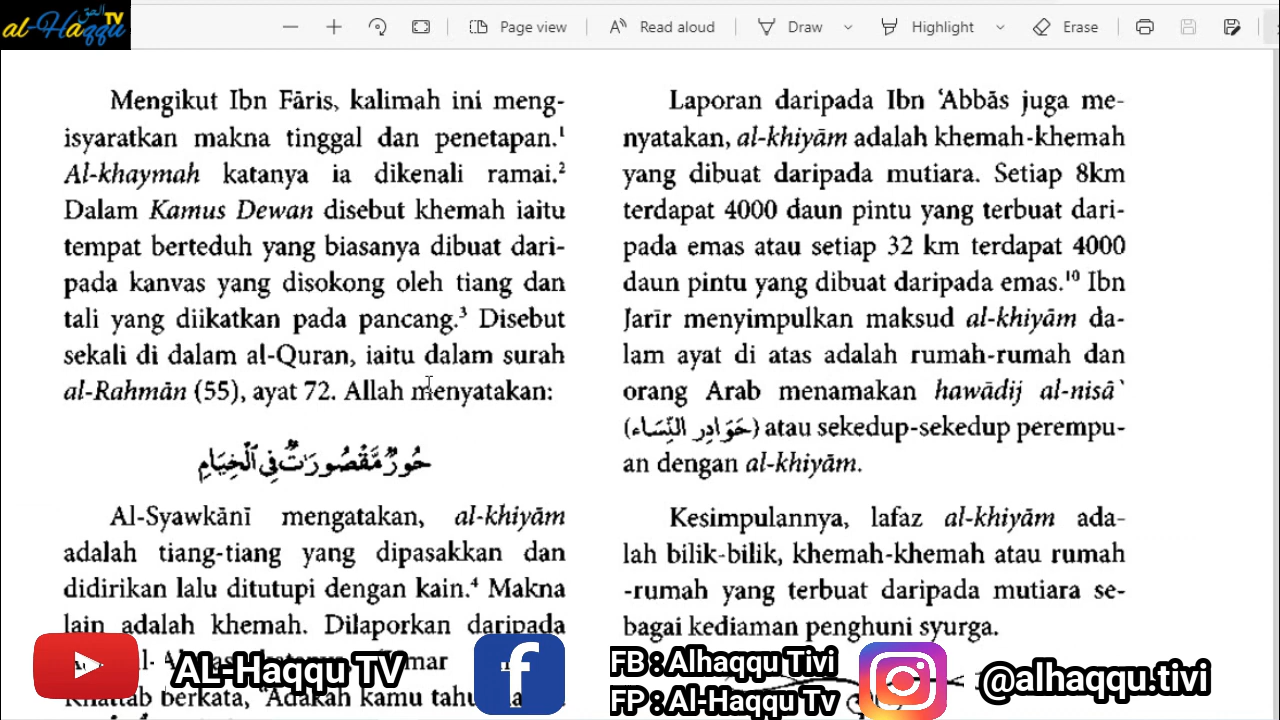 الحق TV
al-Haqqu
Page view
Read aloud
Draw
Highlight
Erase
Mengikut Ibn Fāris, kalimah ini meng-
isyaratkan makna tinggal dan penetapan.¹
Al-khaymah katanya ia dikenali ramai.²
Dalam Kamus Dewan disebut khemah iaitu
tempat berteduh yang biasanya dibuat dari-
pada kanvas yang disokong oleh tiang dan
tali yang diikatkan pada pancang.³ Disebut
sekali di dalam al-Quran, iaitu dalam surah
al-Rahmān (55), ayat 72. Allah menyatakan:
حُورٌ مَّقْصُورَٰتٌ فِى ٱلْخِيَامِ
Al-Syawkānī mengatakan, al-khiyām
adalah tiang-tiang yang dipasakkan dan
didirikan lalu ditutupi dengan kain.⁴ Makna
lain adalah khemah. Dilaporkan daripada
mar
Khattab berkata, "Adakah kamu tahu
Laporan daripada Ibn ‘Abbās juga me-
nyatakan, al-khiyām adalah khemah-khemah
yang dibuat daripada mutiara. Setiap 8km
terdapat 4000 daun pintu yang terbuat dari-
pada emas atau setiap 32 km terdapat 4000
daun pintu yang dibuat daripada emas.¹⁰ Ibn
Jarīr menyimpulkan maksud al-khiyām da-
lam ayat di atas adalah rumah-rumah dan
orang Arab menamakan hawādij al-nisā`
(حَوَادِر النِّسَاء) atau sekedup-sekedup perempu-
an dengan al-khiyām.
Kesimpulannya, lafaz al-khiyām ada-
lah bilik-bilik, khemah-khemah atau rumah
-rumah yang terbuat daripada mutiara se-
bagai kediaman penghuni syurga.
AL-Haqqu TV
FB : Alhaqqu Tivi
FP : Al-Haqqu Tv
@alhaqqu.tivi